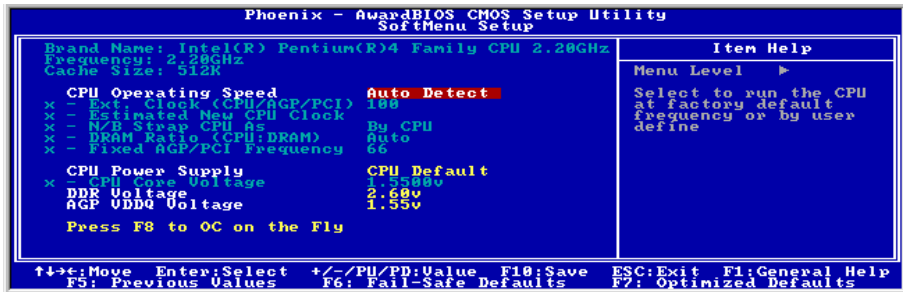 Phoenix - AwardBIOS CMOS Setup Utility
SoftMenu Setup
Brand Name: Intel(R) Pentium(R)4 Family CPU 2.20GHz
Frequency: 2.20GHz
Cache Size: 512K
CPU Operating Speed Auto Detect
x - Ext. Clock (CPU/AGP/PCI) 100
x - Estimated New CPU Clock
x - N/B Strap CPU As By CPU
x - DRAM Ratio (CPU:DRAM) Auto
x - Fixed AGP/PCI Frequency 66
CPU Power Supply CPU Default
x - CPU Core Voltage 1.5500v
DDR Voltage 2.60v
AGP VDDQ Voltage 1.55v
Press F8 to OC on the Fly
Item Help
Menu Level ►
Select to run the CPU
at factory default
frequency or by user
define
↑↓→←:Move Enter:Select +/-/PU/PD:Value F10:Save ESC:Exit F1:General Help
F5: Previous Values F6: Fail-Safe Defaults F7: Optimized Defaults